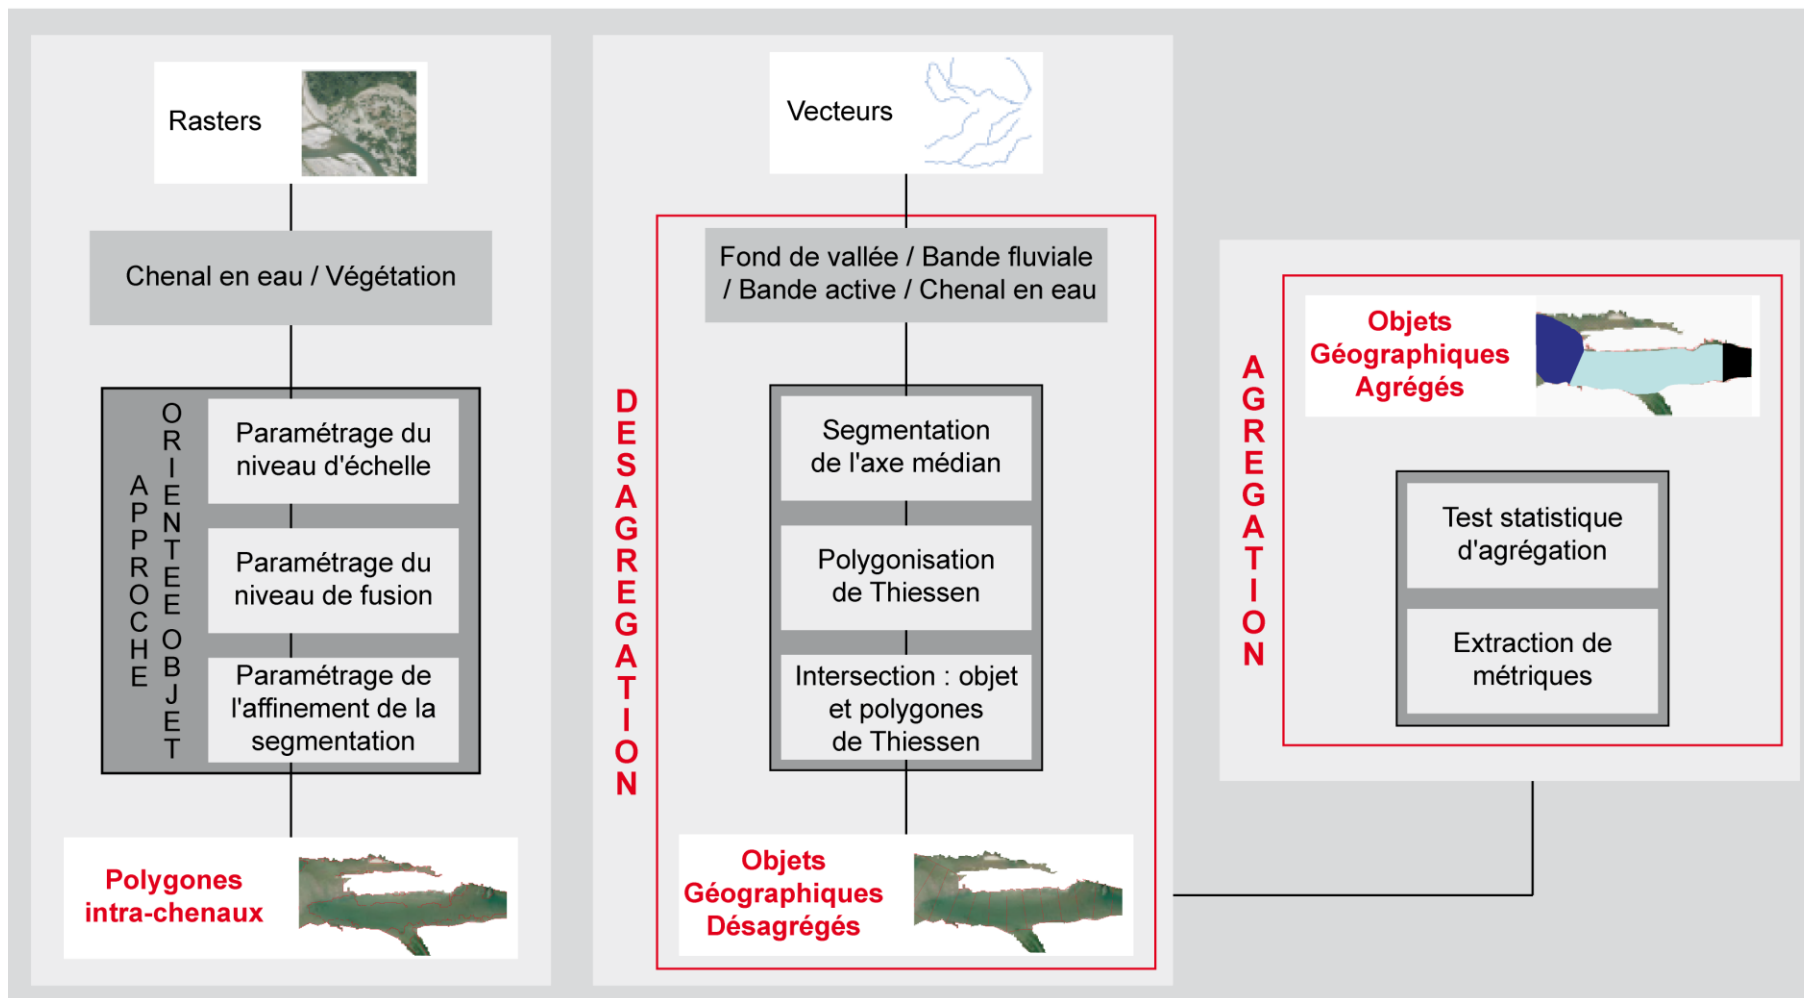 Rasters
Chenal en eau / Végétation
APPROCHE
ORIENTEE OBJET
Paramétrage du
niveau d'échelle
Paramétrage du
niveau de fusion
Paramétrage de
l'affinement de la
segmentation
Polygones
intra-chenaux
Vecteurs
DESAGREGATION
Fond de vallée / Bande fluviale
/ Bande active / Chenal en eau
Segmentation
de l'axe médian
Polygonisation
de Thiessen
Intersection : objet
et polygones
de Thiessen
Objets
Géographiques
Désagrégés
AGREGATION
Objets
Géographiques
Agrégés
Test statistique
d'agrégation
Extraction de
métriques